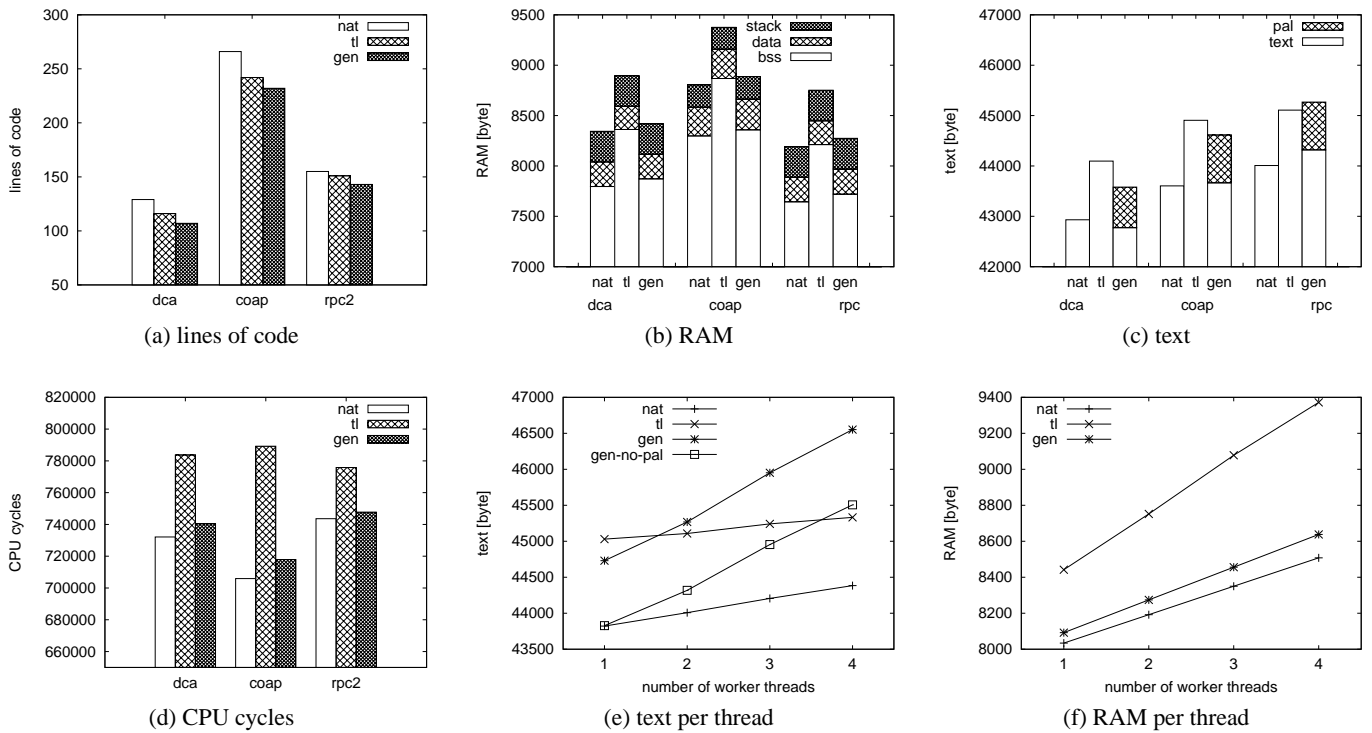 300
250
200
150
100
50
lines of code
nat
tl
gen
dca
coap
rpc2
(a) lines of code
9500
9000
8500
8000
7500
7000
RAM [byte]
stack
data
bss
nat tl gen nat tl gen nat tl gen
dca coap rpc
(b) RAM
47000
46000
45000
44000
43000
42000
text [byte]
pal
text
nat tl gen nat tl gen nat tl gen
dca coap rpc
(c) text
820000
800000
780000
760000
740000
720000
700000
680000
660000
CPU cycles
nat
tl
gen
dca
coap
rpc2
(d) CPU cycles
47000
46500
46000
45500
45000
44500
44000
43500
text [byte]
nat
tl
gen
gen-no-pal
1 2 3 4
number of worker threads
(e) text per thread
9400
9200
9000
8800
8600
8400
8200
8000
RAM [byte]
nat
tl
gen
1 2 3 4
number of worker threads
(f) RAM per thread